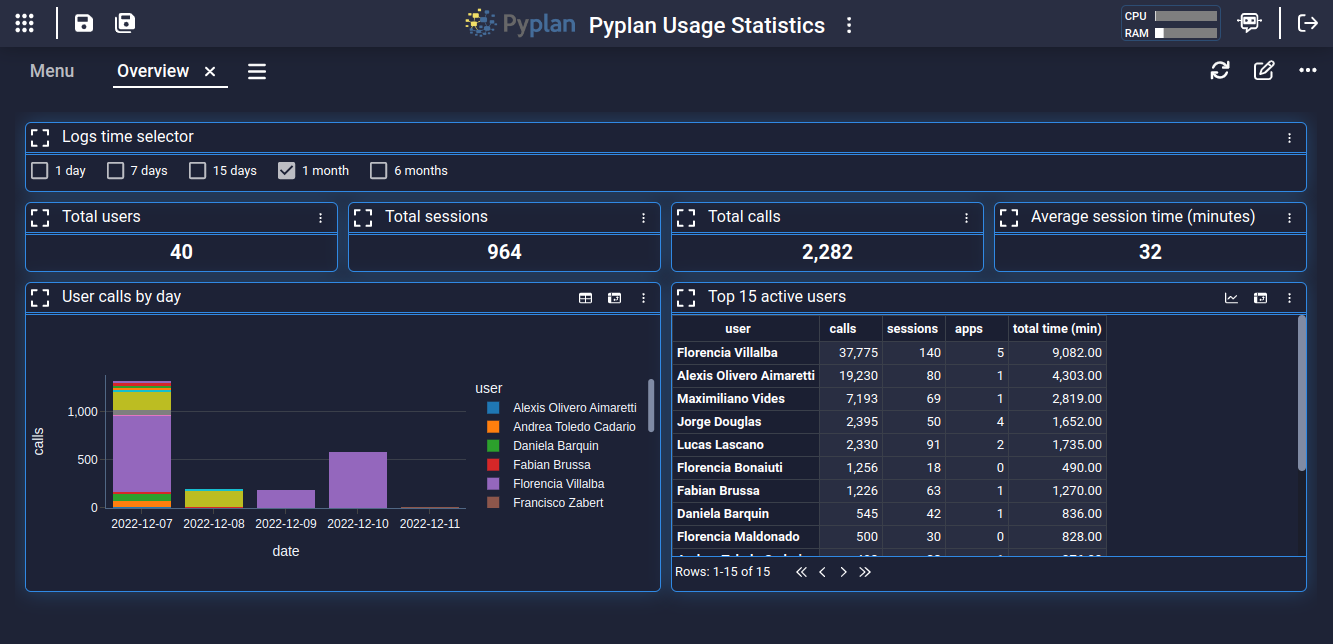 Pyplan Pyplan Usage Statistics
CPU
RAM
Menu Overview
Logs time selector
1 day 7 days 15 days 1 month 6 months
Total users
40
Total sessions
964
Total calls
2,282
Average session time (minutes)
32
User calls by day
calls
1,000
500
0
2022-12-07 2022-12-08 2022-12-09 2022-12-10 2022-12-11
date
user
Alexis Olivero Aimaretti
Andrea Toledo Cadario
Daniela Barquin
Fabian Brussa
Florencia Villalba
Francisco Zabert
Top 15 active users
user calls sessions apps total time (min)
Florencia Villalba 37,775 140 5 9,082.00
Alexis Olivero Aimaretti 19,230 80 1 4,303.00
Maximiliano Vides 7,193 69 1 2,819.00
Jorge Douglas 2,395 50 4 1,652.00
Lucas Lascano 2,330 91 2 1,735.00
Florencia Bonaiuti 1,256 18 0 490.00
Fabian Brussa 1,226 63 1 1,270.00
Daniela Barquin 545 42 1 836.00
Florencia Maldonado 500 30 0 828.00
Rows: 1-15 of 15